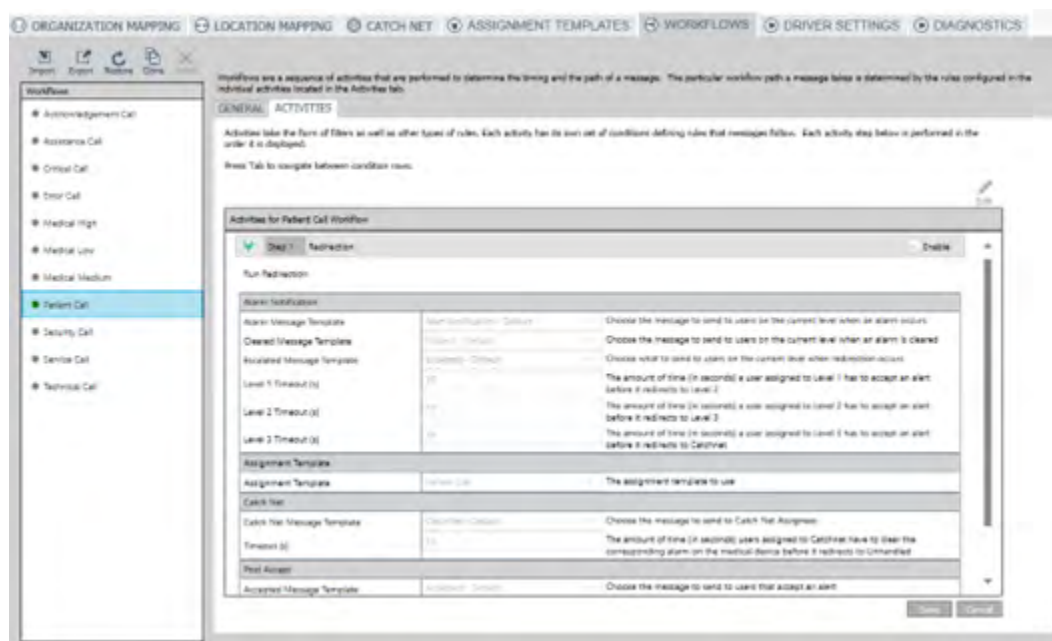 ORGANIZATION MAPPING LOCATION MAPPING CATCH NET ASSIGNMENT TEMPLATES WORKFLOWS DRIVER SETTINGS DIAGNOSTICS
Import Export Restore Clone
Workflows
Acknowledgement Call
Assistance Call
Critical Call
Error Call
Medical High
Medical Low
Medical Medium
Patient Call
Security Call
Service Call
Technical Call
Workflows are a sequence of activities that are performed to determine the timing and the path of a message. The particular workflow path a message takes is determined by the rules configured in the
individual activities located in the Activities tab.
GENERAL ACTIVITIES
Activities take the form of filters as well as other types of rules. Each activity has its own set of conditions defining rules that messages follow. Each activity step below is performed in the
order it is displayed.
Press Tab to navigate between condition rows.
Edit
Activities for Patient Call Workflow
Step 1 Redirection Enable
Run Redirection
Alarm Notification
Alarm Message Template Choose the message to send to users on the current level when an alarm occurs
Cleared Message Template Choose the message to send to users on the current level when an alarm is cleared
Escalated Message Template Choose what to send to users on the current level when redirection occurs
Level 1 Timeout (s) The amount of time (in seconds) a user assigned to Level 1 has to accept an alert
before it redirects to Level 2
Level 2 Timeout (s) The amount of time (in seconds) a user assigned to Level 2 has to accept an alert
before it redirects to Level 3
Level 3 Timeout (s) The amount of time (in seconds) a user assigned to Level 3 has to accept an alert
before it redirects to Catchnet
Assignment Template
Assignment Template Patient Call The assignment template to use
Catch Net
Catch Net Message Template Choose the message to send to Catch Net Assignees
Timeout (s) The amount of time (in seconds) users assigned to Catchnet have to clear the
corresponding alarm on the medical device before it redirects to Unhandled
Post Accept
Accepted Message Template Accepted - Default Choose the message to send to users that accept an alert
Save Cancel